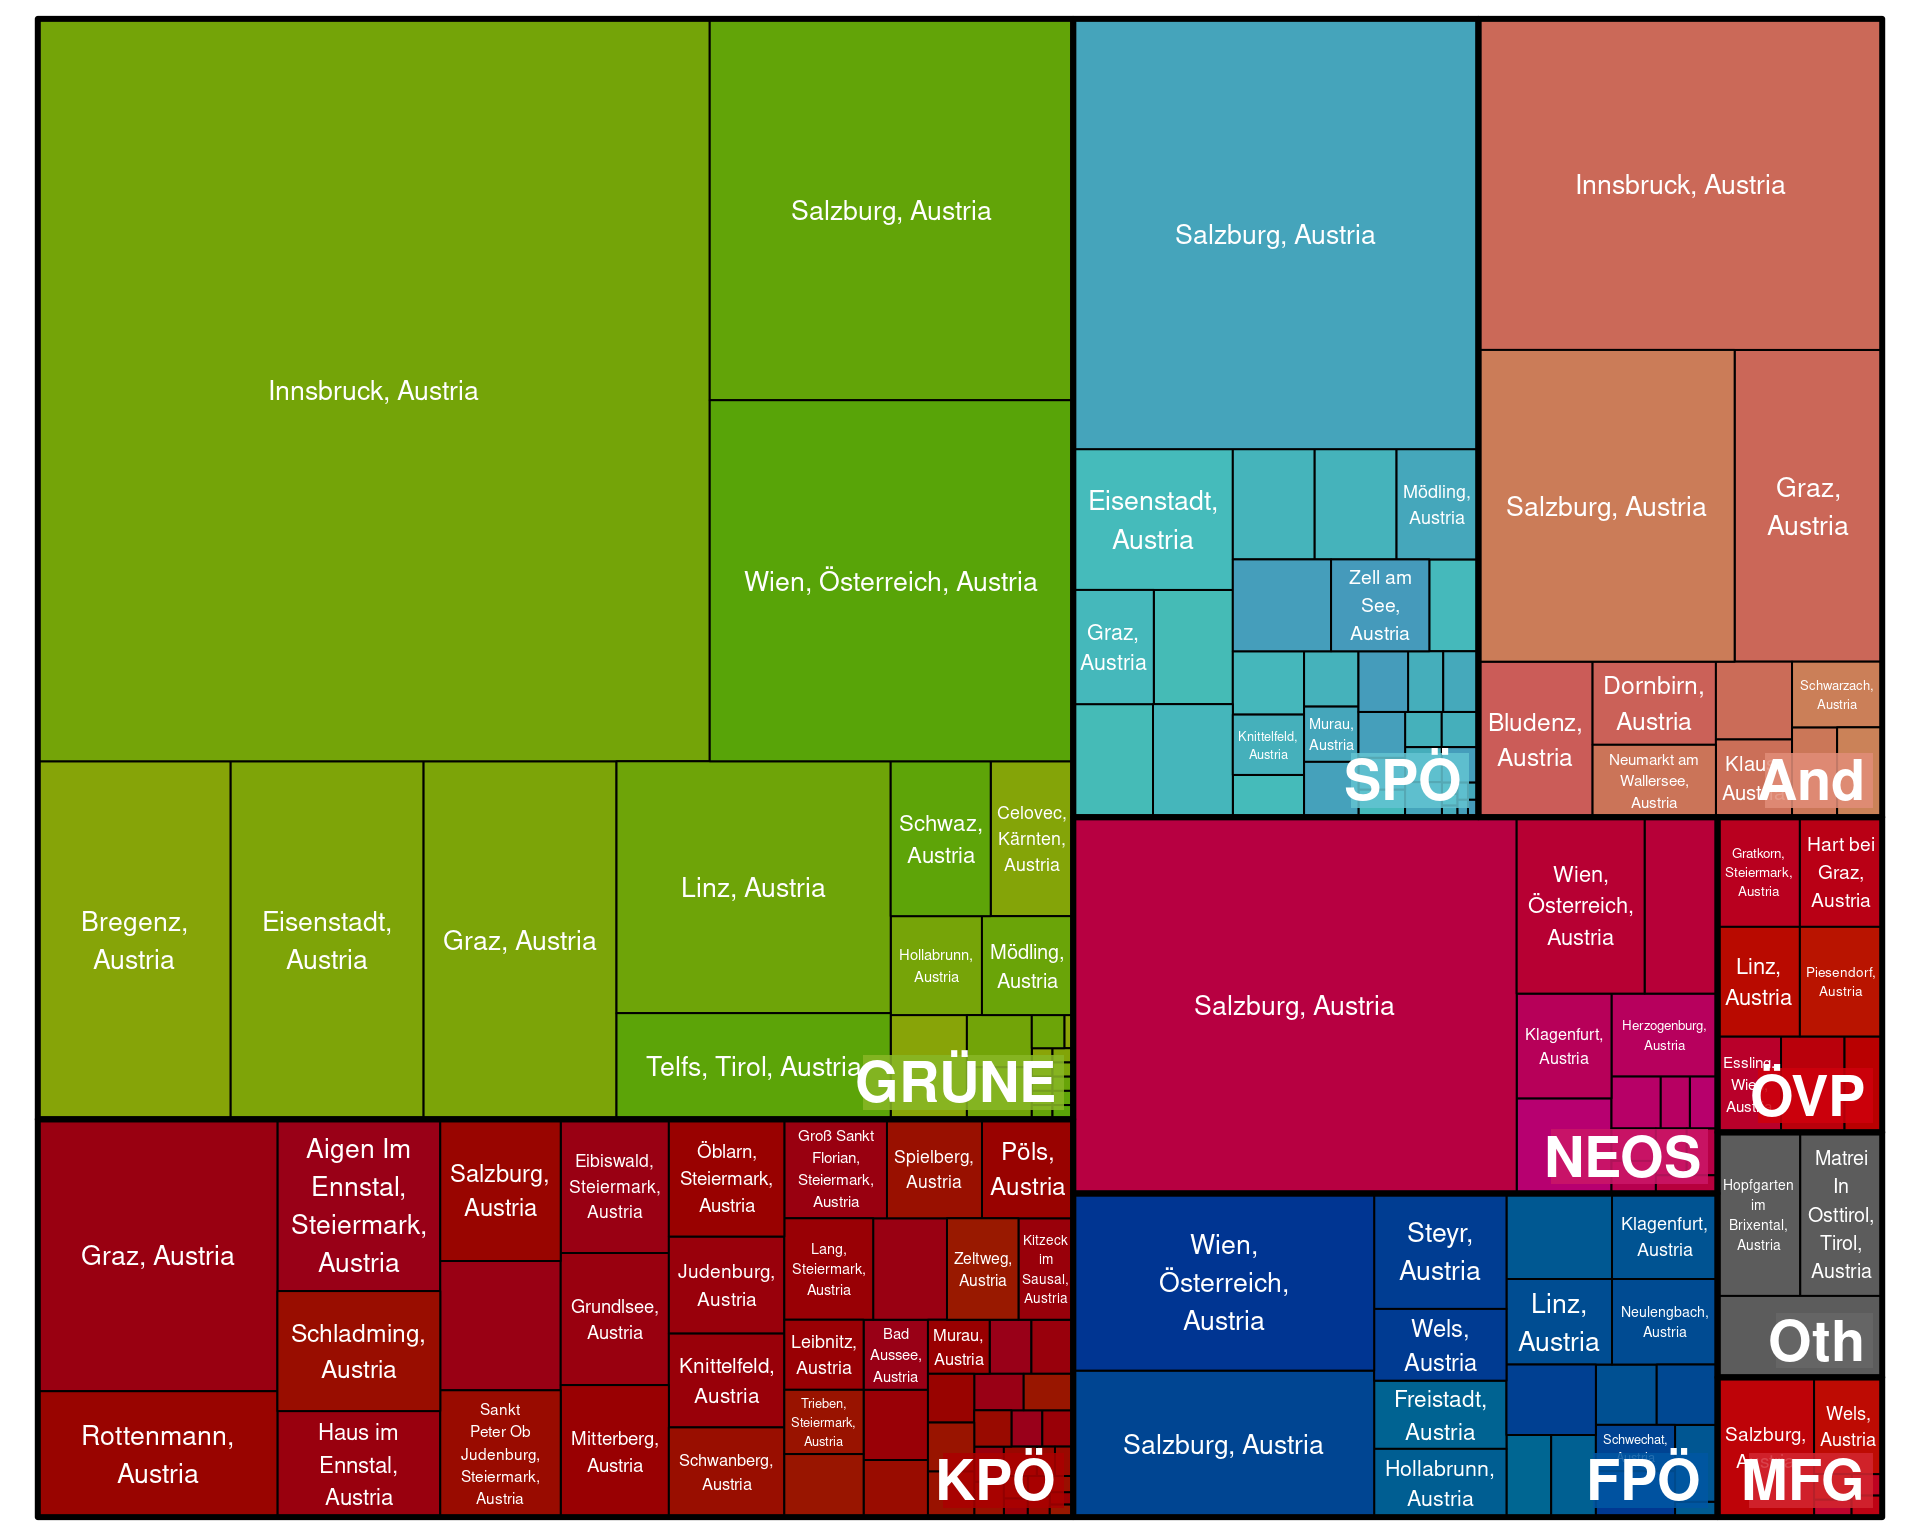 Innsbruck, Austria
Salzburg, Austria
Wien, Österreich, Austria
Bregenz,
Austria
Eisenstadt,
Austria
Graz, Austria
Linz, Austria
Telfs, Tirol, Austria
Schwaz,
Austria
Celovec,
Kärnten,
Austria
Hollabrunn,
Austria
Mödling,
Austria
GRÜNE
Salzburg, Austria
Eisenstadt,
Austria
Mödling,
Austria
Zell am
See,
Austria
Graz,
Austria
Knittelfeld,
Austria
Murau,
Austria
SPÖ
Innsbruck, Austria
Salzburg, Austria
Graz,
Austria
Bludenz,
Austria
Dornbirn,
Austria
Neumarkt am
Wallersee,
Austria
Schwarzach,
Austria
And
Graz, Austria
Rottenmann,
Austria
Aigen Im
Ennstal,
Steiermark,
Austria
Schladming,
Austria
Haus im
Ennstal,
Austria
Salzburg,
Austria
Sankt
Peter Ob
Judenburg,
Steiermark,
Austria
Eibiswald,
Steiermark,
Austria
Grundlsee,
Austria
Mitterberg,
Austria
Öblarn,
Steiermark,
Austria
Judenburg,
Austria
Knittelfeld,
Austria
Schwanberg,
Austria
Groß Sankt
Florian,
Steiermark,
Austria
Spielberg,
Austria
Pöls,
Austria
Lang,
Steiermark,
Austria
Zeltweg,
Austria
Kitzeck
im
Sausal,
Austria
Leibnitz,
Austria
Bad
Aussee,
Austria
Murau,
Austria
Trieben,
Steiermark,
Austria
KPÖ
Salzburg, Austria
Wien,
Österreich,
Austria
Klagenfurt,
Austria
Herzogenburg,
Austria
NEOS
Gratkorn,
Steiermark,
Austria
Hart bei
Graz,
Austria
Linz,
Austria
Piesendorf,
Austria
Essling,
ÖVP
Wien,
Österreich,
Austria
Salzburg, Austria
Steyr,
Austria
Wels,
Austria
Freistadt,
Austria
Hollabrunn,
Austria
Klagenfurt,
Austria
Linz,
Austria
Neulengbach,
Austria
Schwechat,
FPÖ
Hopfgarten
im
Brixental,
Austria
Matrei
In
Osttirol,
Tirol,
Austria
Oth
Salzburg,
Wels,
Austria
MFG